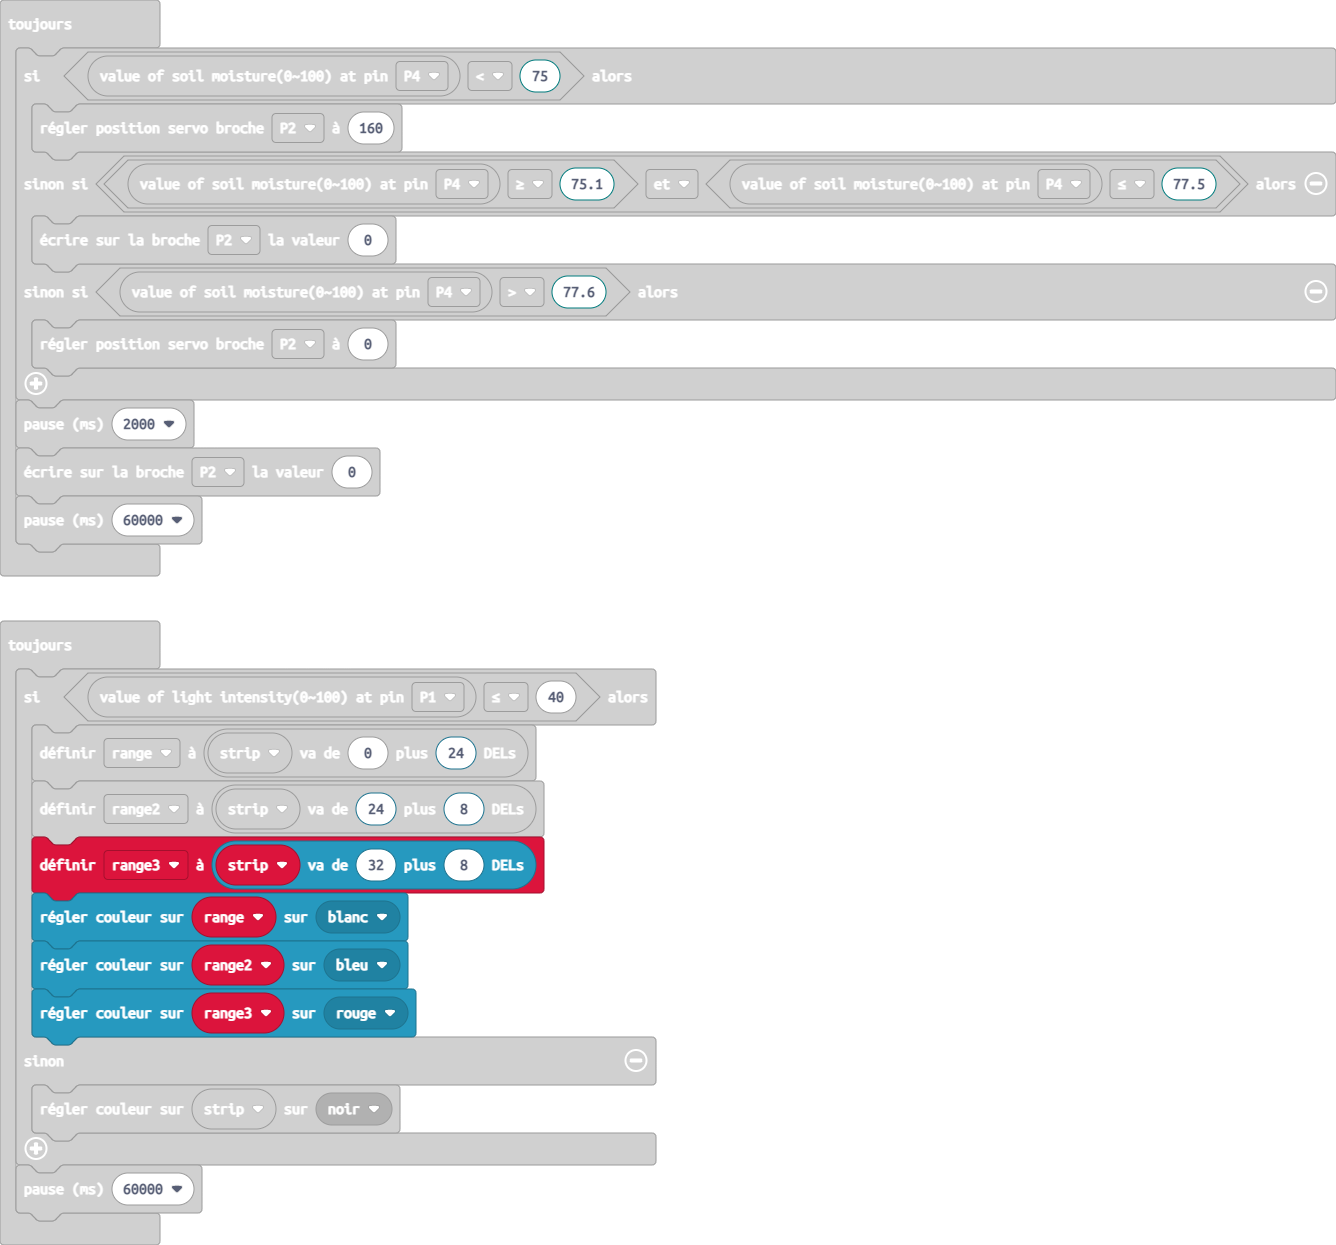 toujours
si value of soil moisture(0~100) at pin P4 < 75 alors
régler position servo broche P2 à 160
sinon si value of soil moisture(0~100) at pin P4 ≥ 75.1 et value of soil moisture(0~100) at pin P4 ≤ 77.5 alors
écrire sur la broche P2 la valeur 0
sinon si value of soil moisture(0~100) at pin P4 > 77.6 alors
régler position servo broche P2 à 0
pause (ms) 2000
écrire sur la broche P2 la valeur 0
pause (ms) 60000
toujours
si value of light intensity(0~100) at pin P1 ≤ 40 alors
définir range à strip va de 0 plus 24 DELs
définir range2 à strip va de 24 plus 8 DELs
définir range3 à strip va de 32 plus 8 DELs
régler couleur sur range sur blanc
régler couleur sur range2 sur bleu
régler couleur sur range3 sur rouge
sinon
régler couleur sur strip sur noir
pause (ms) 60000